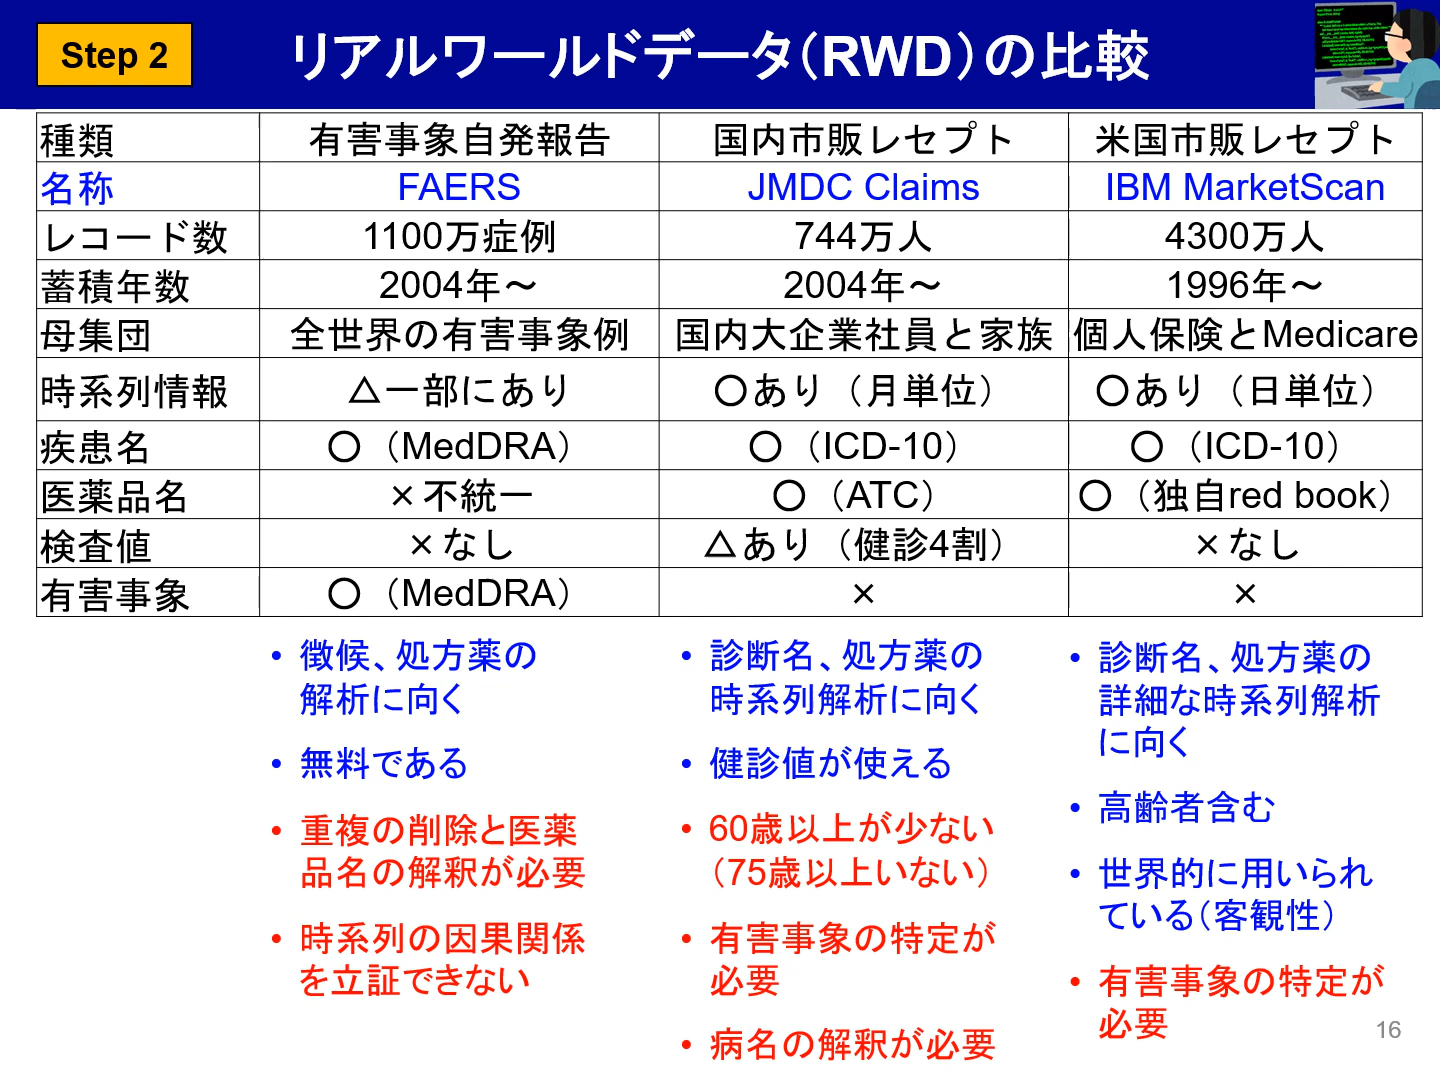 Step 2
リアルワールドデータ（RWD）の比較
種類 有害事象自発報告 国内市販レセプト 米国市販レセプト
名称 FAERS JMDC Claims IBM MarketScan
レコード数 1100万症例 744万人 4300万人
蓄積年数 2004年～ 2004年～ 1996年～
母集団 全世界の有害事象例 国内大企業社員と家族 個人保険とMedicare
時系列情報 △一部にあり 〇あり（月単位） 〇あり（日単位）
疾患名 〇（MedDRA） 〇（ICD-10） 〇（ICD-10）
医薬品名 ×不統一 〇（ATC） 〇（独自red book）
検査値 ×なし △あり（健診4割） ×なし
有害事象 〇（MedDRA） × ×
• 徴候、処方薬の
解析に向く
• 無料である
• 重複の削除と医薬
品名の解釈が必要
• 時系列の因果関係
を立証できない
• 診断名、処方薬の
時系列解析に向く
• 健診値が使える
• 60歳以上が少ない
（75歳以上いない）
• 有害事象の特定が
必要
• 病名の解釈が必要
• 診断名、処方薬の
詳細な時系列解析
に向く
• 高齢者含む
• 世界的に用いられ
ている（客観性）
• 有害事象の特定が
必要
16